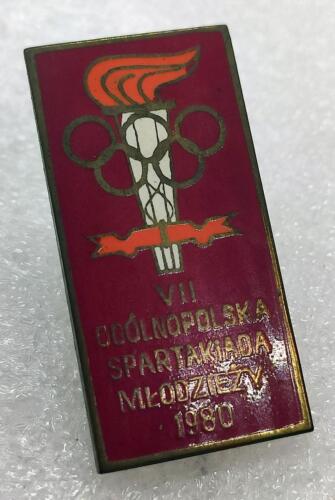 VII
OGÓLNOPOLSKA
SPARTAKIADA
MŁODZIEŻY
1980